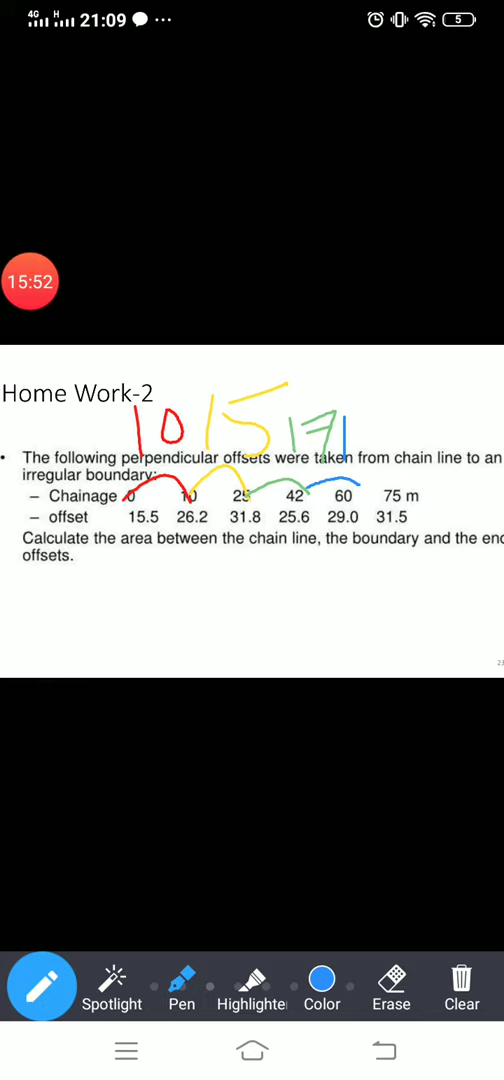 4G H 21:09 ... 5
15:52
Home Work-2
10 15 17
• The following perpendicular offsets were taken from chain line to an
irregular boundary:
– Chainage 0 10 25 42 60 75 m
– offset 15.5 26.2 31.8 25.6 29.0 31.5
Calculate the area between the chain line, the boundary and the end
offsets.
23
Spotlight Pen Highlighte Color Erase Clear